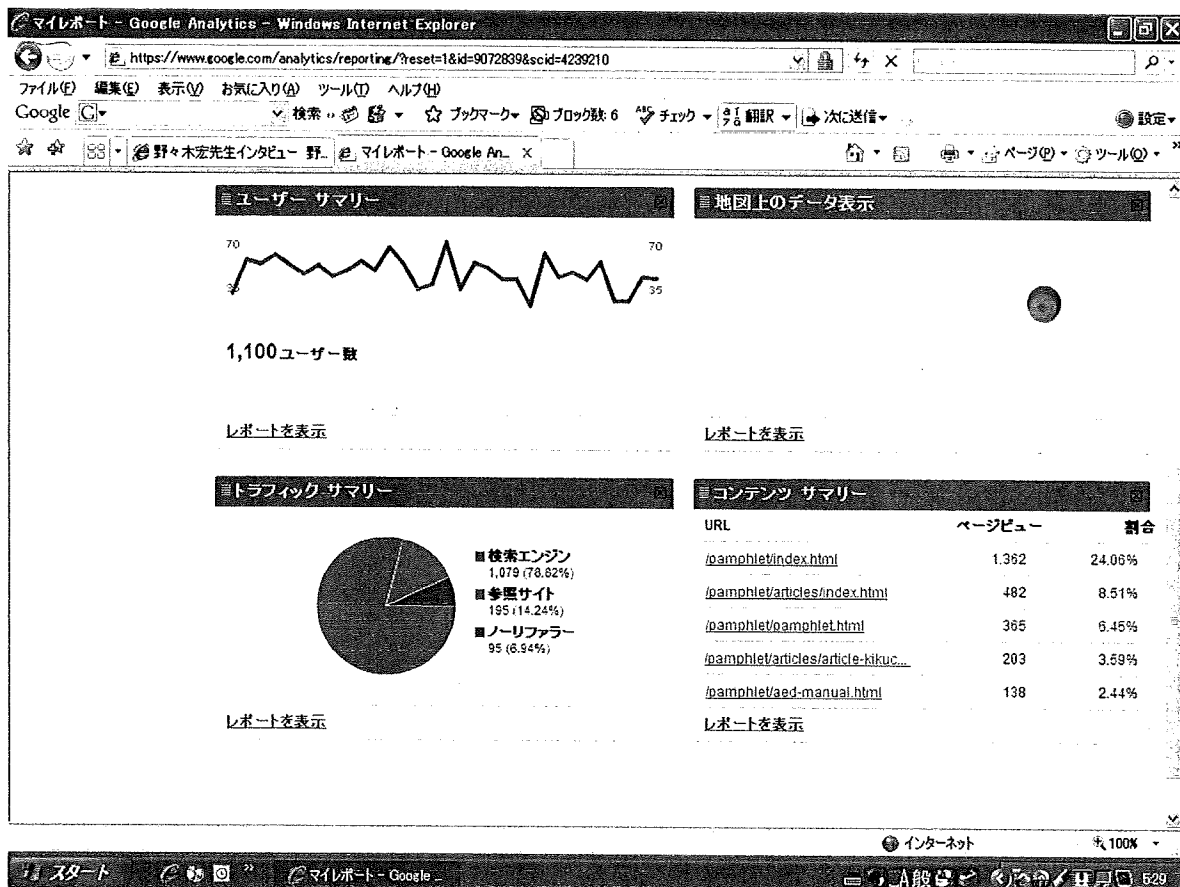 マイレポート - Google Analytics - Windows Internet Explorer
https://www.google.com/analytics/reporting/?reset=1&id=9072839&scid=4239210
ファイル(F) 編集(E) 表示(V) お気に入り(A) ツール(T) ヘルプ(H)
Google G 検索 ブックマーク ブロック数: 6 ABC チェック 翻訳 次に送信 設定
野々木宏先生インタビュー 野... マイレポート - Google An... X ページ(P) ツール(O) »
ユーザー サマリー
70 70
35 35
1,100 ユーザー数
レポートを表示
地図上のデータ表示
レポートを表示
トラフィック サマリー
検索エンジン
1,079 (78.82%)
参照サイト
195 (14.24%)
ノーリファラー
95 (6.94%)
レポートを表示
コンテンツ サマリー
URL ページビュー 割合
/pamphlet/index.html 1,362 24.06%
/pamphlet/articles/index.html 482 8.51%
/pamphlet/pamphlet.html 365 6.45%
/pamphlet/articles/article-kikuc... 203 3.59%
/pamphlet/aed-manual.html 138 2.44%
レポートを表示
インターネット 100%
スタート » マイレポート - Google ... A 般 5:29